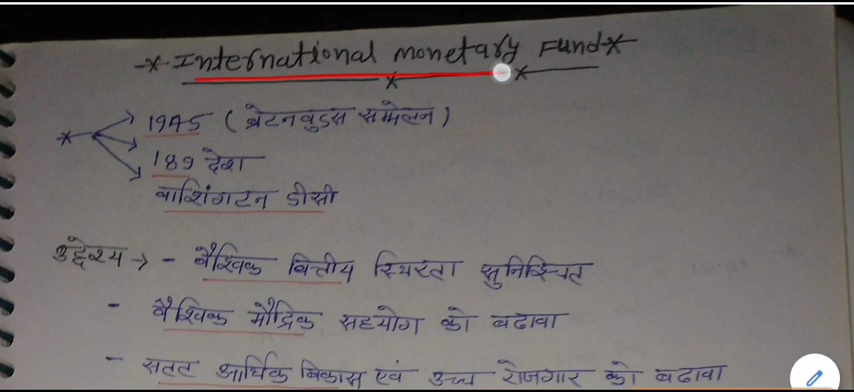 -*- International Monetary Fund -*
* → 1945 (ब्रेटनवुडस सम्मेलन)
→ 189 देश
→ वाशिंगटन डीसी
उद्देश्य → - वैश्विक वित्तीय स्थिरता सुनिश्चित
- वैश्विक मौद्रिक सहयोग को बढावा
- सतत आर्थिक विकास एवं उच्च रोजगार को बढावा